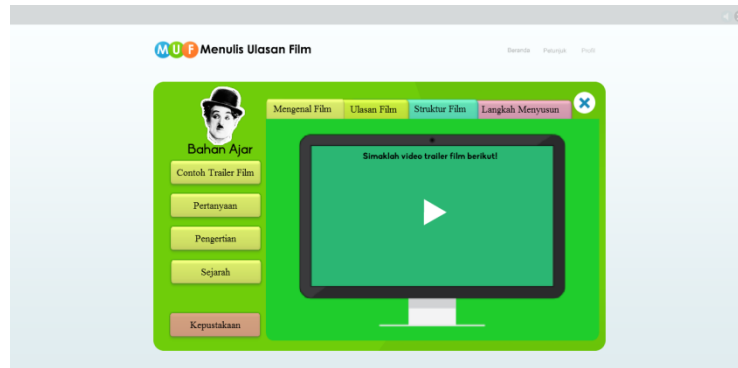 MUF Menulis Ulasan Film
Beranda Petunjuk Profil
Mengenal Film
Ulasan Film
Struktur Film
Langkah Menyusun
Bahan Ajar
Contoh Trailer Film
Pertanyaan
Pengertian
Sejarah
Kepustakaan
Simaklah video trailer film berikut!